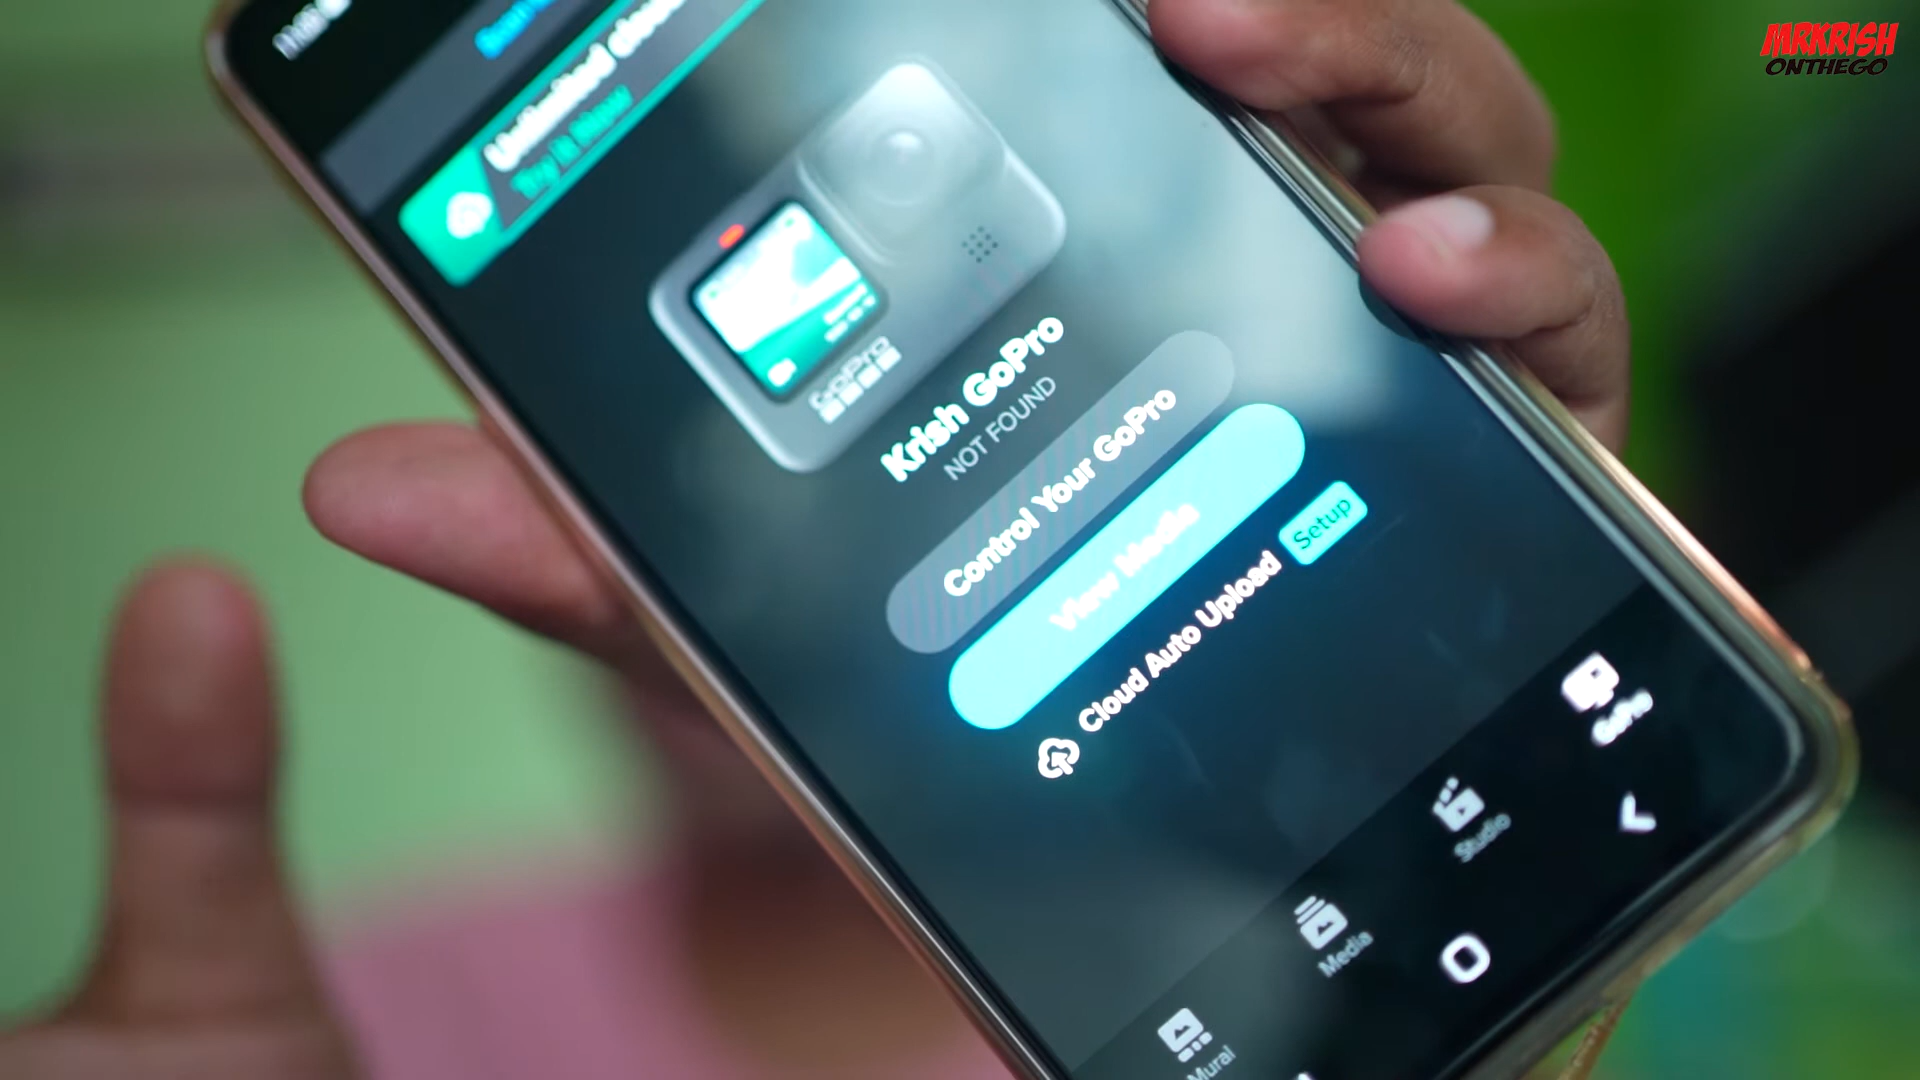 MRKRISH
ONTHEGO
Unlimited
Try It Now
GoPro
Krish GoPro
NOT FOUND
Control Your GoPro
View Media
Cloud Auto Upload
Setup
GoPro
Studio
Media
Mural